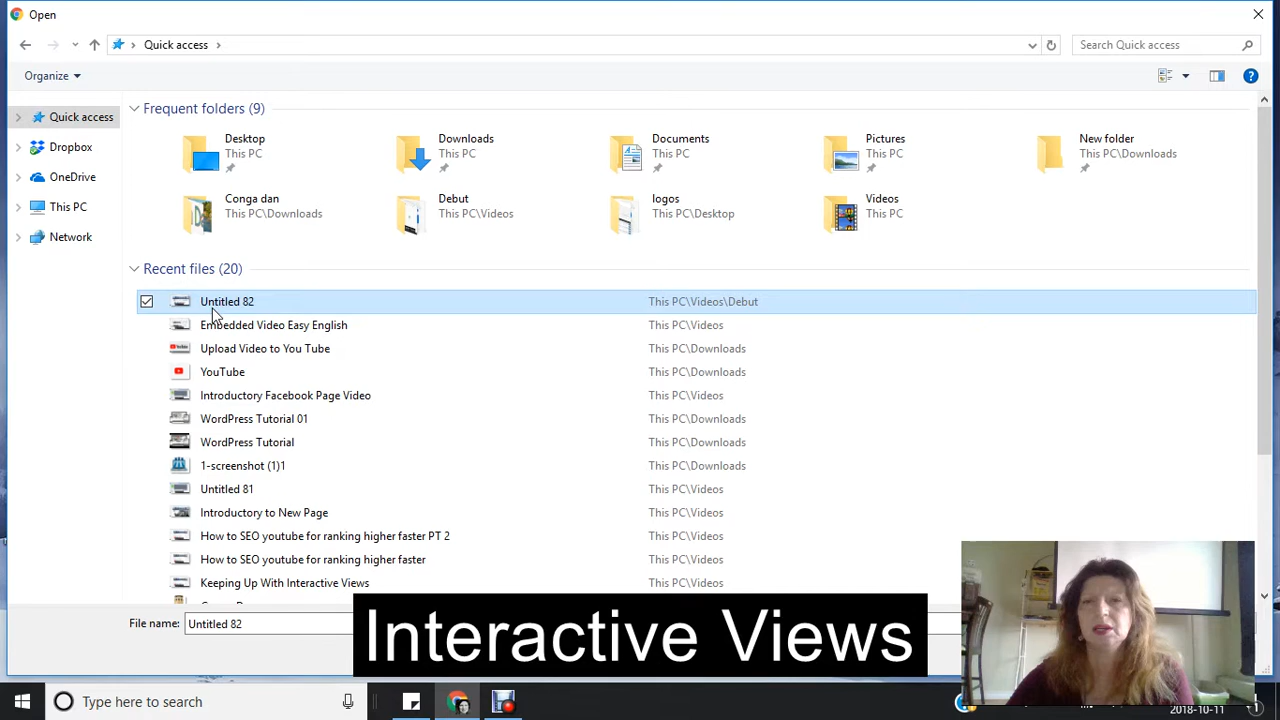 Open
Quick access
Search Quick access
Organize
Quick access
Dropbox
OneDrive
This PC
Network
Frequent folders (9)
Desktop
This PC
Downloads
This PC
Documents
This PC
Pictures
This PC
New folder
This PC\Downloads
Conga dan
This PC\Downloads
Debut
This PC\Videos
logos
This PC\Desktop
Videos
This PC
Recent files (20)
Untitled 82 This PC\Videos\Debut
Embedded Video Easy English This PC\Videos
Upload Video to You Tube This PC\Downloads
YouTube This PC\Downloads
Introductory Facebook Page Video This PC\Videos
WordPress Tutorial 01 This PC\Downloads
WordPress Tutorial This PC\Downloads
1-screenshot (1)1 This PC\Downloads
Untitled 81 This PC\Videos
Introductory to New Page This PC\Videos
How to SEO youtube for ranking higher faster PT 2 This PC\Videos
How to SEO youtube for ranking higher faster This PC\Videos
Keeping Up With Interactive Views This PC\Videos
File name: Untitled 82
Interactive Views
Type here to search
2018-10-11